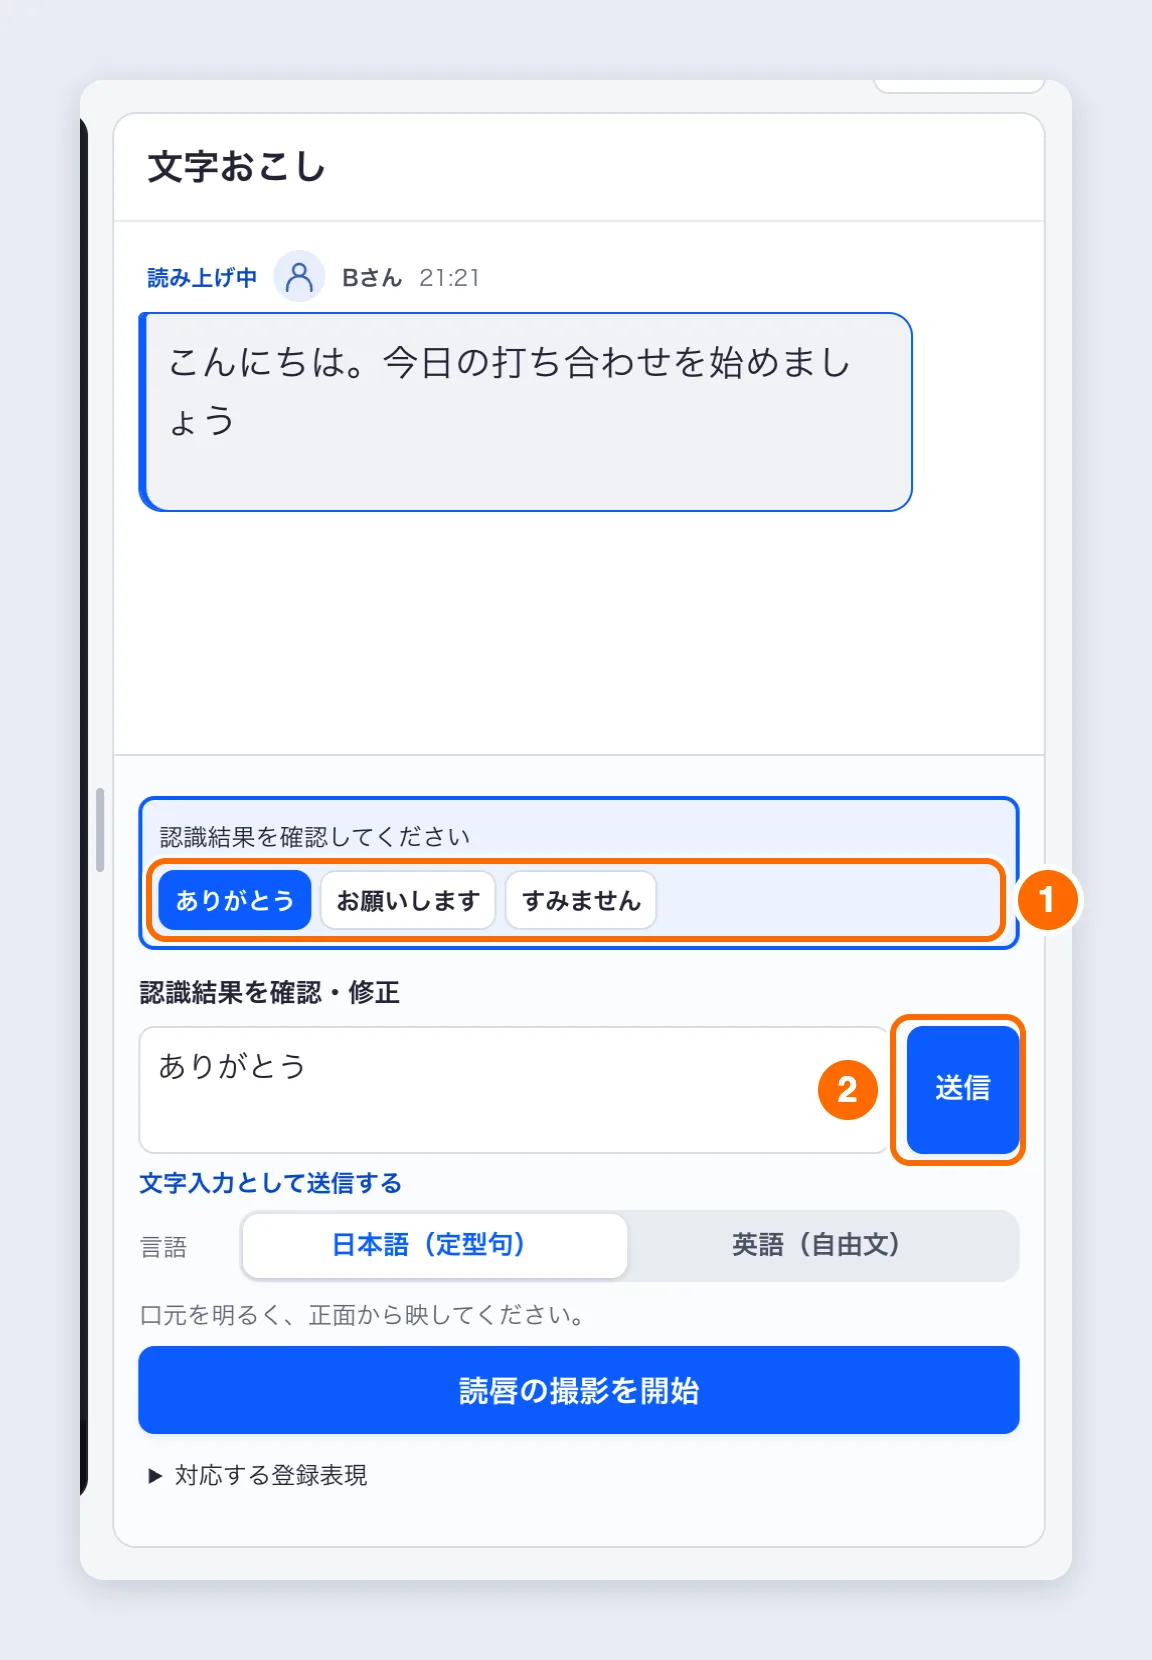 文字おこし
読み上げ中 Bさん 21:21
こんにちは。今日の打ち合わせを始めまし
ょう
認識結果を確認してください
ありがとう お願いします すみません
1
認識結果を確認・修正
ありがとう
2
送信
文字入力として送信する
言語 日本語（定型句） 英語（自由文）
口元を明るく、正面から映してください。
読唇の撮影を開始
▶ 対応する登録表現